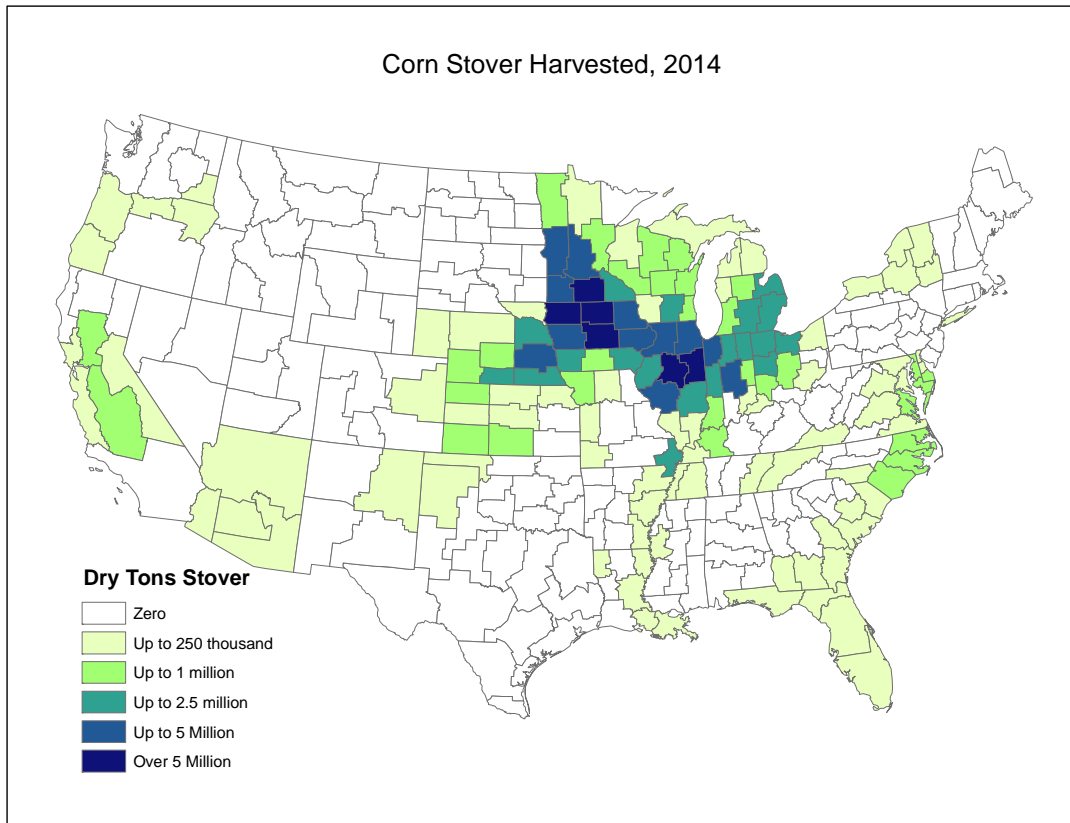 Corn Stover Harvested, 2014
Dry Tons Stover
Zero
Up to 250 thousand
Up to 1 million
Up to 2.5 million
Up to 5 Million
Over 5 Million